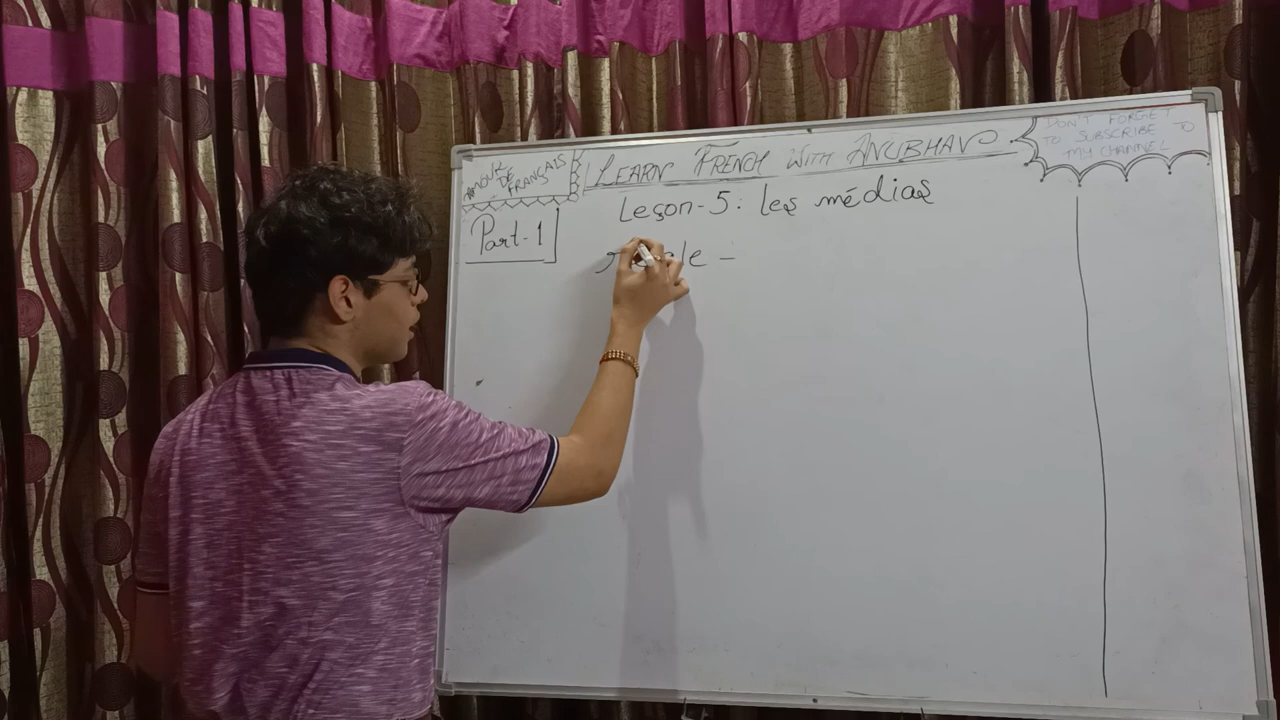 AMOUR
DE
FRANÇAIS
LEARN FRENCH WITH ANUBHAV
DON'T FORGET
TO SUBSCRIBE TO
MY CHANNEL
Part-1
Leçon-5: Les médias